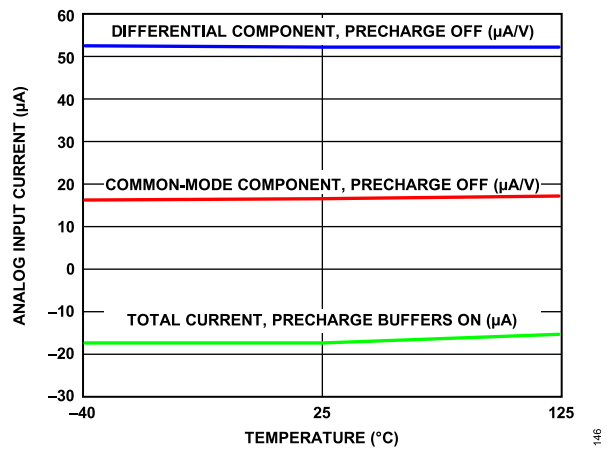 60
50
40
30
20
10
0
–10
–20
–30
ANALOG INPUT CURRENT (µA)
DIFFERENTIAL COMPONENT, PRECHARGE OFF (µA/V)
COMMON-MODE COMPONENT, PRECHARGE OFF (µA/V)
TOTAL CURRENT, PRECHARGE BUFFERS ON (µA)
–40
25
125
TEMPERATURE (°C)
146